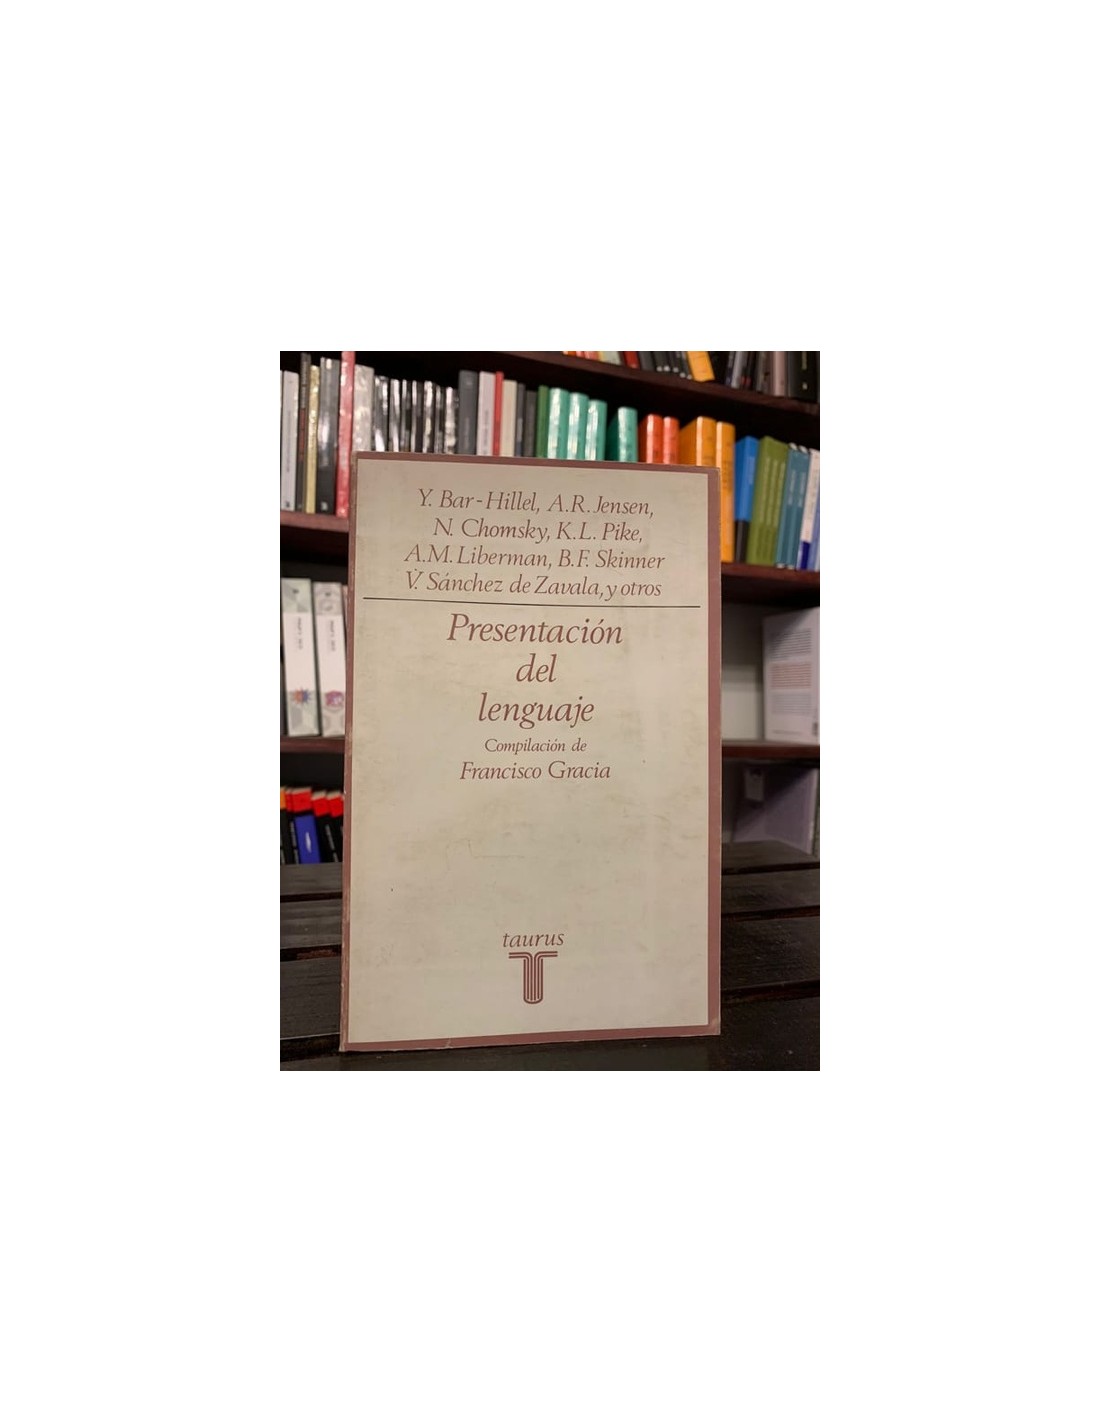 Y. Bar-Hillel, A.R. Jensen,
N. Chomsky, K.L. Pike,
A.M. Liberman, B.F. Skinner
V. Sánchez de Zavala, y otros
Presentación
del
lenguaje
Compilación de
Francisco Gracia
taurus